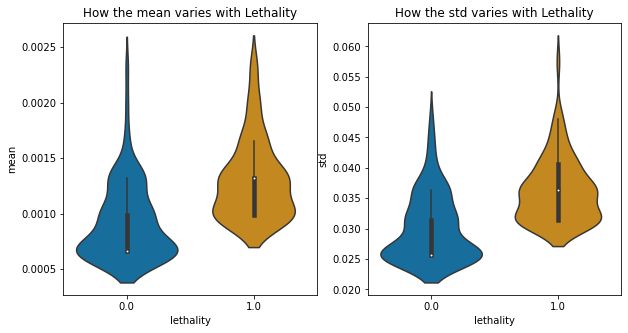 How the mean varies with Lethality
mean
0.0025
0.0020
0.0015
0.0010
0.0005
0.0 1.0
lethality
How the std varies with Lethality
std
0.060
0.055
0.050
0.045
0.040
0.035
0.030
0.025
0.020
0.0 1.0
lethality